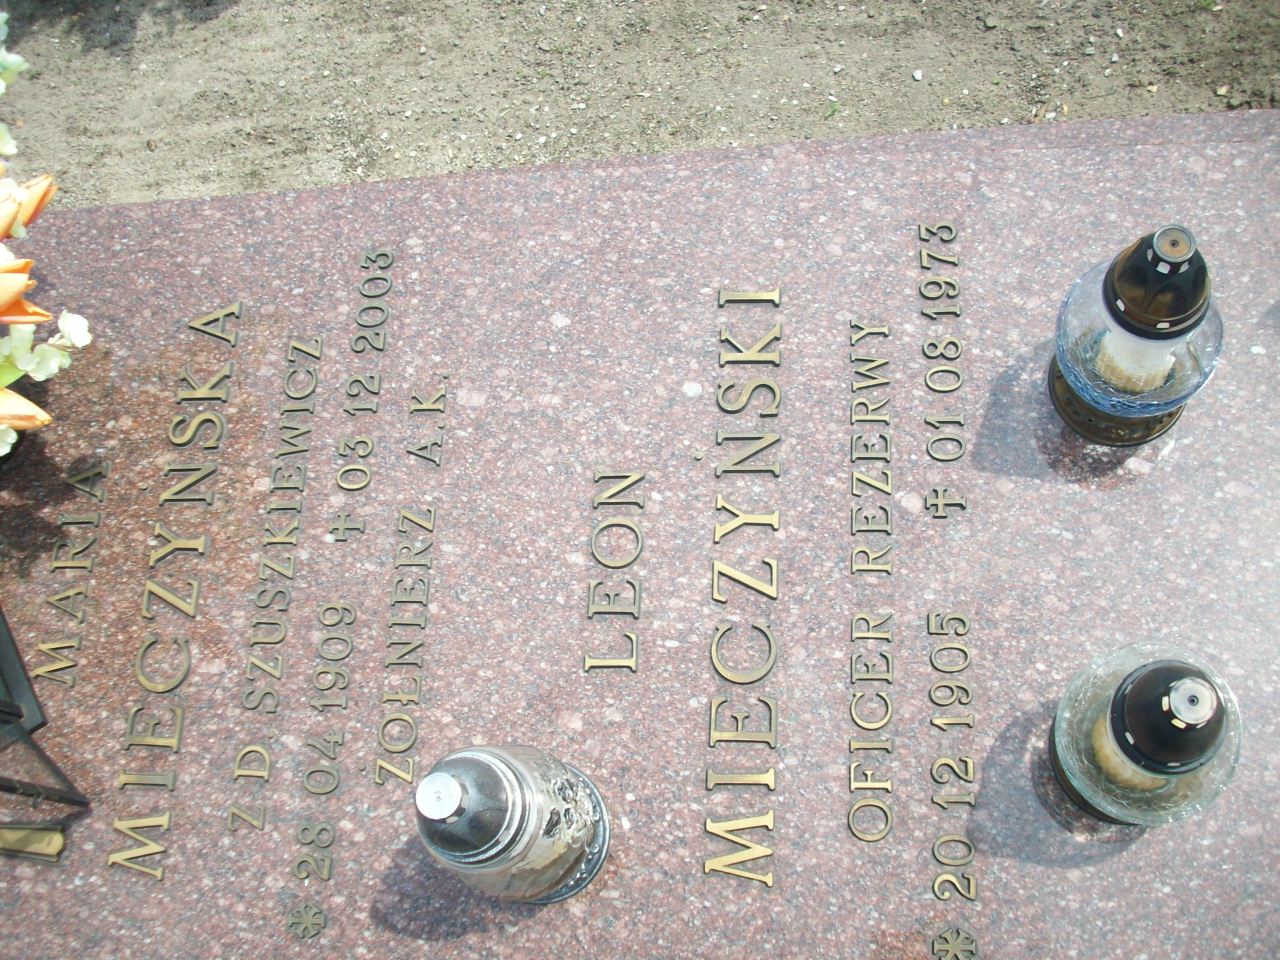 MARIA
MIECZYŃSKA
Z D. SZUSZKIEWICZ
* 28 04 1909 ✝ 03 12 2003
ŻOŁNIERZ A.K.
LEON
MIECZYŃSKI
OFICER REZERWY
* 20 12 1905 ✝ 01 08 1973